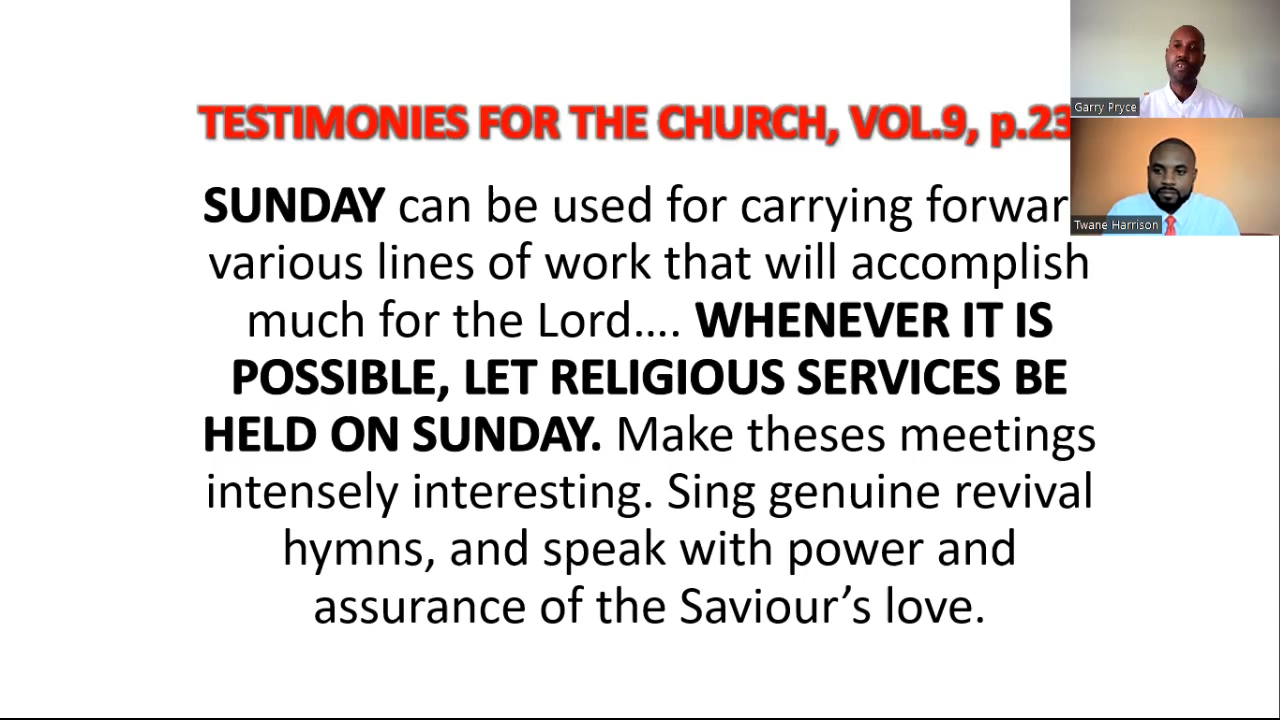 TESTIMONIES FOR THE CHURCH, VOL.9, p.23
SUNDAY can be used for carrying forwar
various lines of work that will accomplish
much for the Lord…. WHENEVER IT IS
POSSIBLE, LET RELIGIOUS SERVICES BE
HELD ON SUNDAY. Make theses meetings
intensely interesting. Sing genuine revival
hymns, and speak with power and
assurance of the Saviour’s love.
Garry Pryce
Twane Harrison